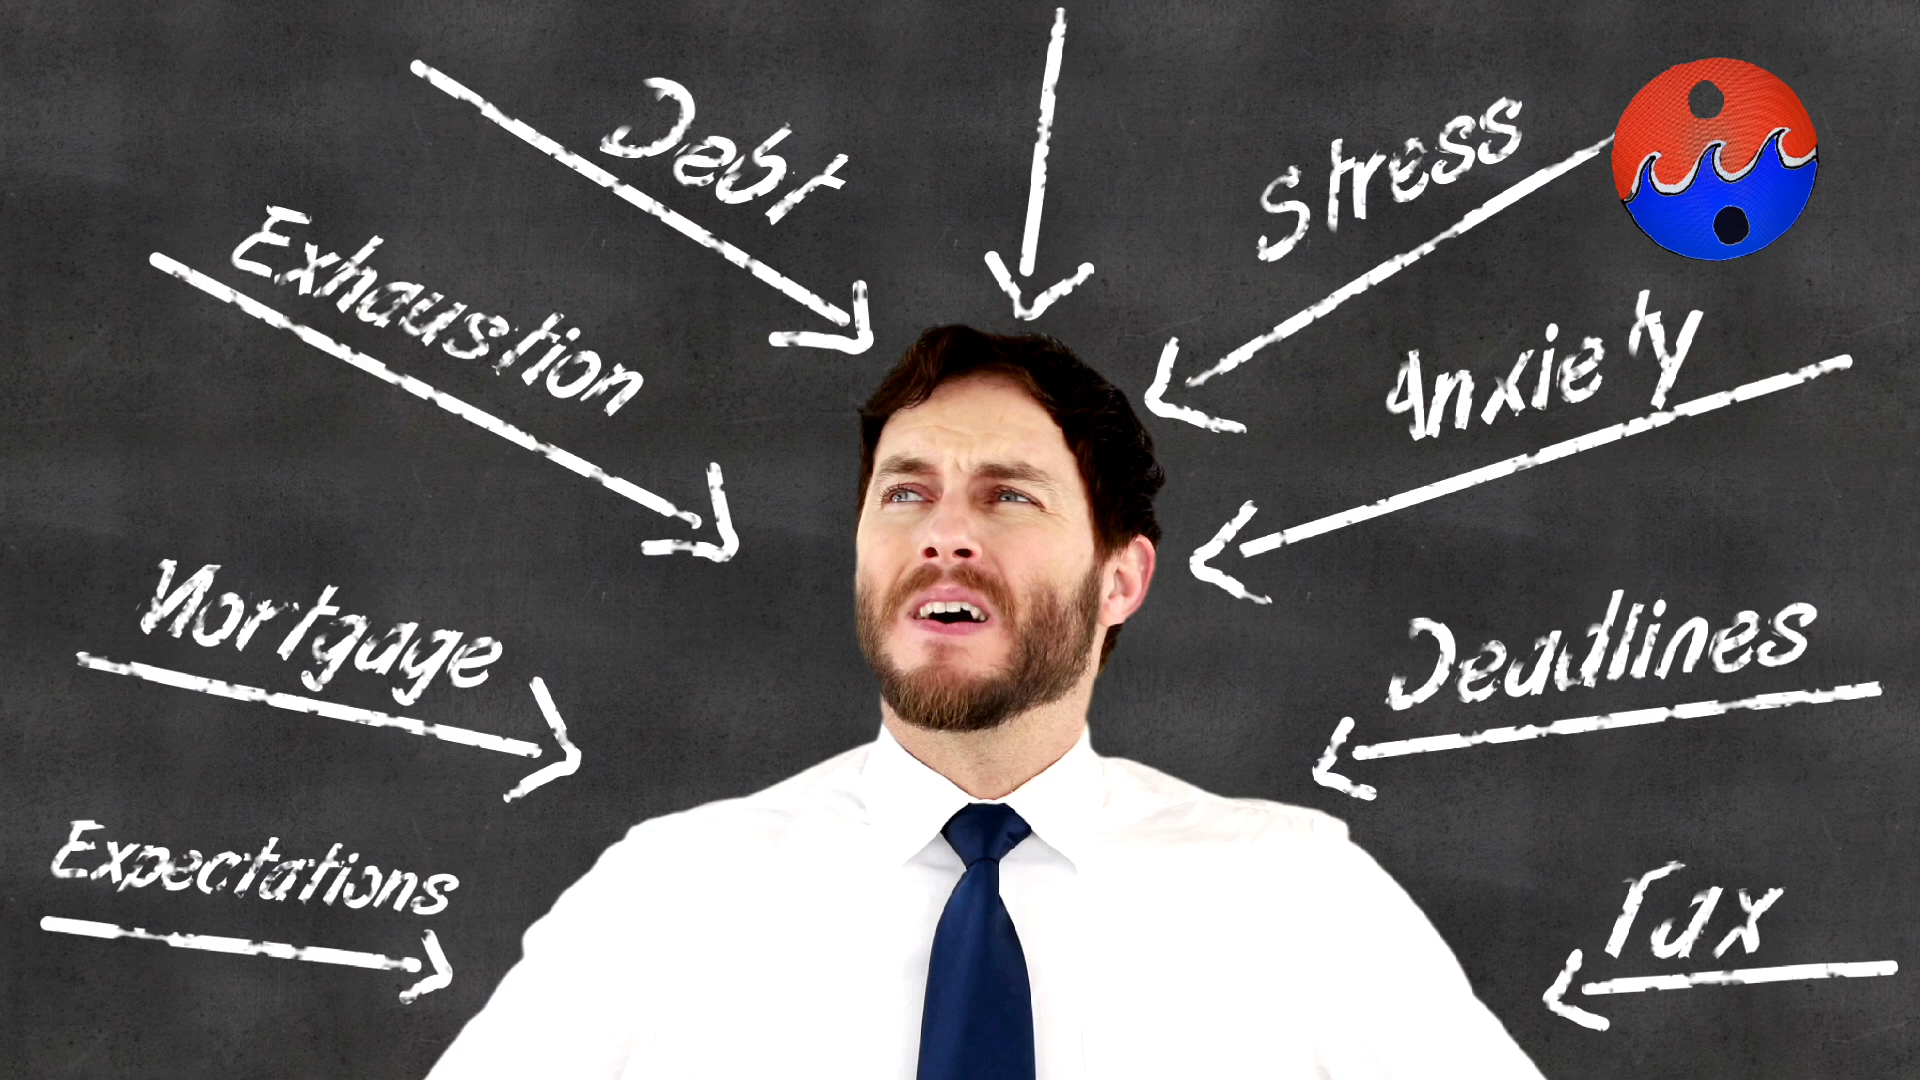 Debt
Stress
Exhaustion
Anxiety
Mortgage
Deadlines
Expectations
Tax